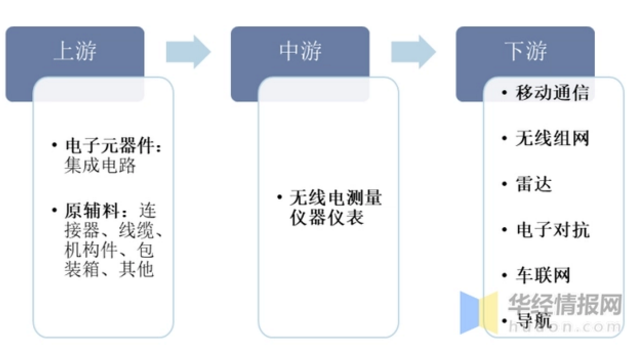 上游
• 电子元器件：
集成电路
• 原辅料：连
接器、线缆、
机构件、包
装箱、其他
中游
• 无线电测量
仪器仪表
下游
• 移动通信
• 无线组网
• 雷达
• 电子对抗
• 车联网
• 导航
华经情报网
huaon.com